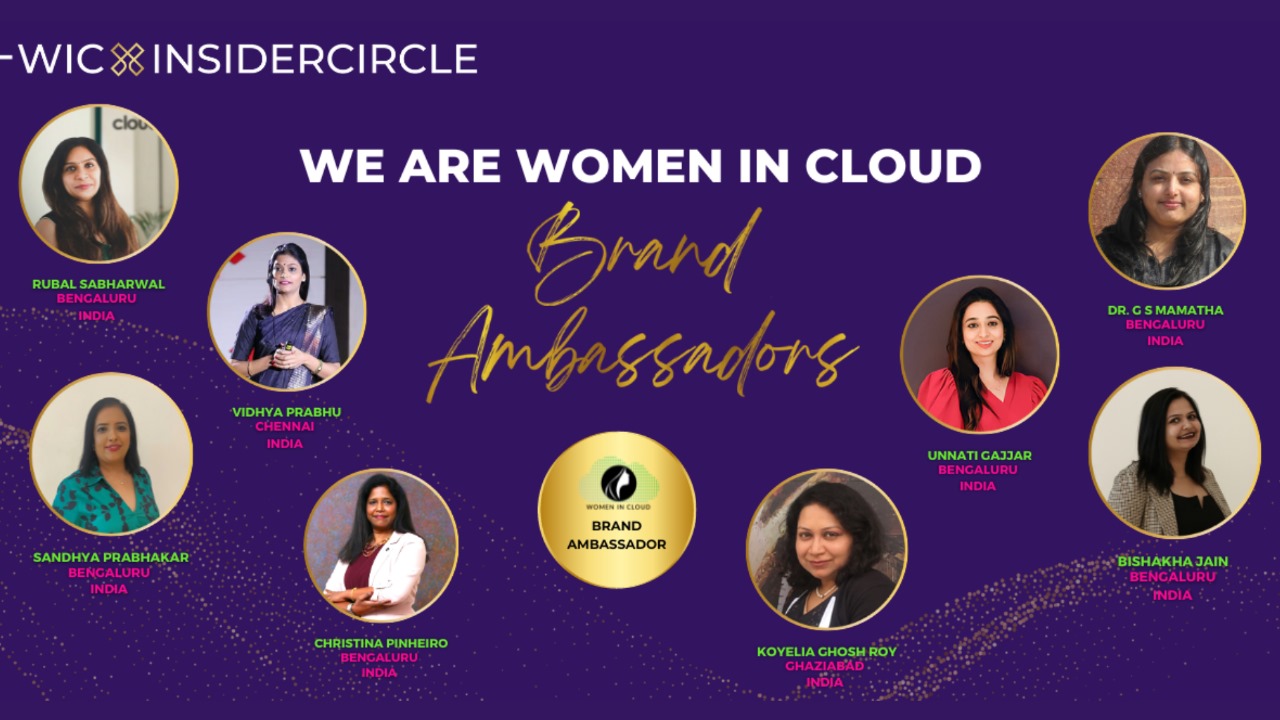 WIC INSIDERCIRCLE
clou
WE ARE WOMEN IN CLOUD
Brand
Ambassadors
RUBAL SABHARWAL
BENGALURU
INDIA
VIDHYA PRABHU
CHENNAI
INDIA
SANDHYA PRABHAKAR
BENGALURU
INDIA
CHRISTINA PINHEIRO
BENGALURU
INDIA
WOMEN IN CLOUD
BRAND
AMBASSADOR
KOYELIA GHOSH ROY
GHAZIABAD
INDIA
UNNATI GAJJAR
BENGALURU
INDIA
DR. G S MAMATHA
BENGALURU
INDIA
BISHAKHA JAIN
BENGALURU
INDIA